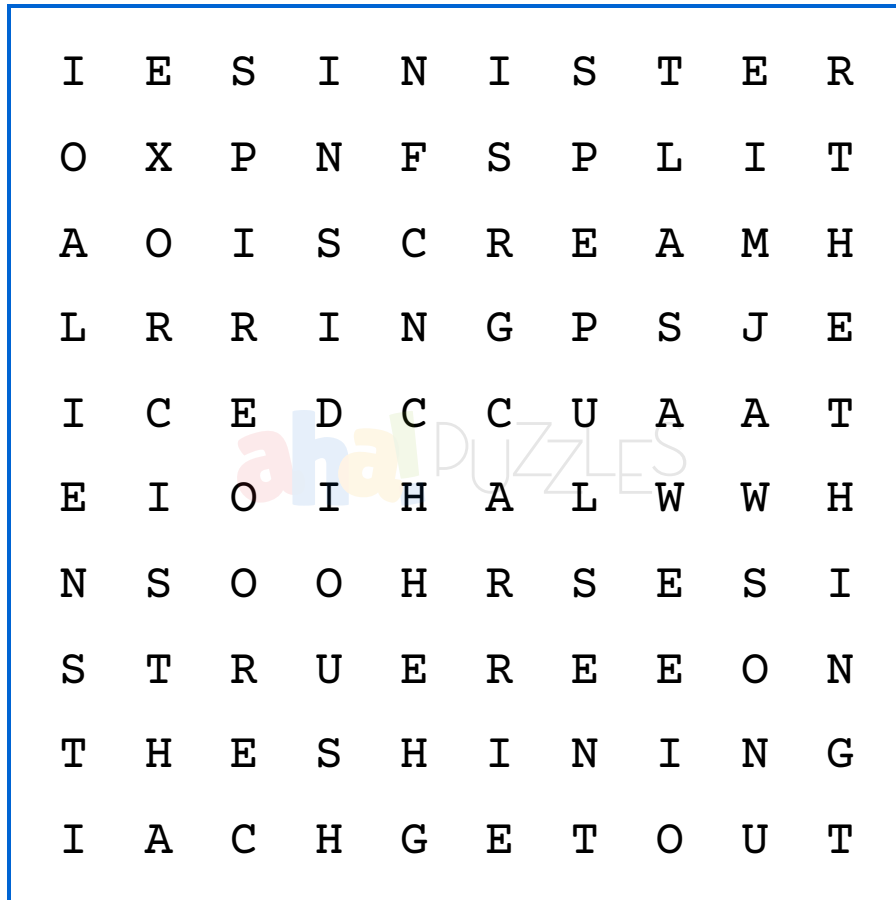 I E S I N I S T E R
O X P N F S P L I T
A O I S C R E A M H
L R R I N G P S J E
I C E D C C U A A T
aha! PUZZLES
E I O I H A L W W H
N S O O H R S E S I
S T R U E R E E O N
T H E S H I N I N G
I A C H G E T O U T